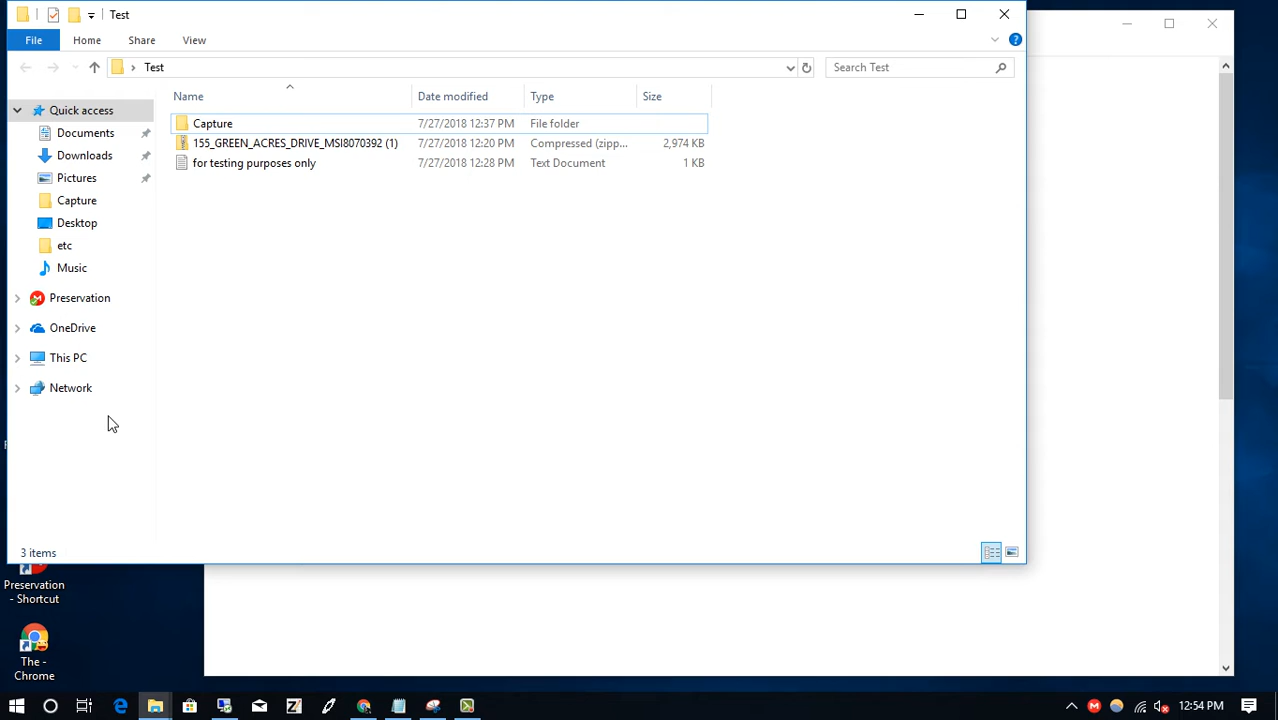 Test
File Home Share View
Test Search Test
Name Date modified Type Size
Quick access
Documents
Downloads
Pictures
Capture
Desktop
etc
Music
Preservation
OneDrive
This PC
Network
Capture 7/27/2018 12:37 PM File folder
155_GREEN_ACRES_DRIVE_MSI8070392 (1) 7/27/2018 12:20 PM Compressed (zipp... 2,974 KB
for testing purposes only 7/27/2018 12:28 PM Text Document 1 KB
3 items
Preservation
- Shortcut
The -
Chrome
12:54 PM